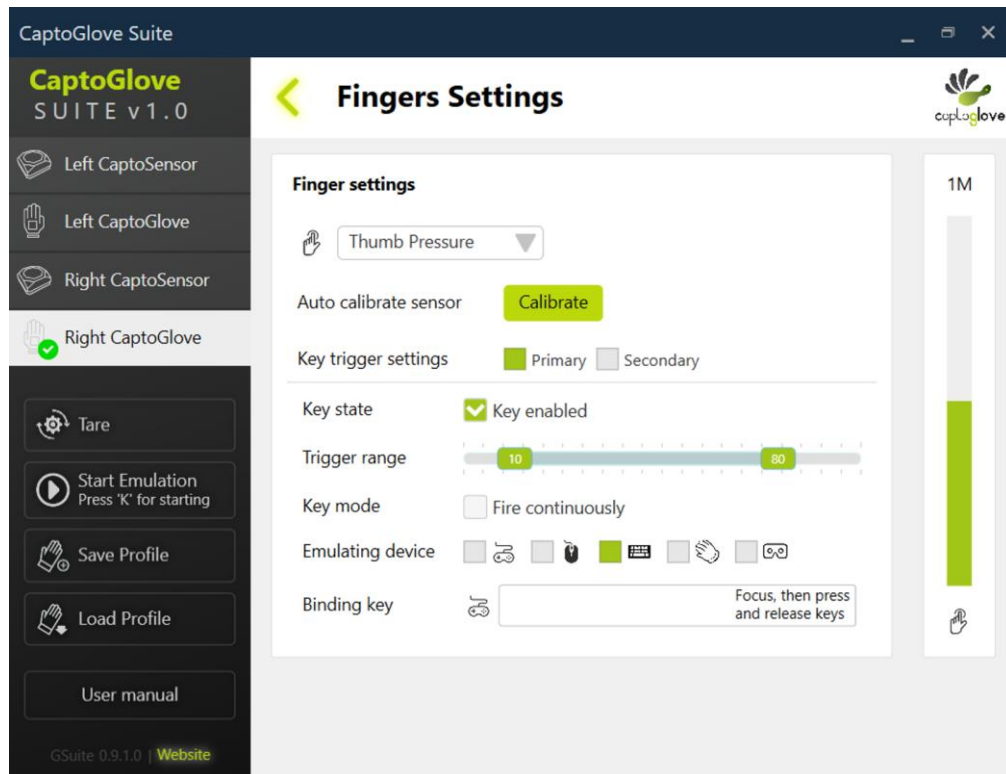 CaptoGlove Suite
CaptoGlove
SUITE v1.0
Left CaptoSensor
Left CaptoGlove
Right CaptoSensor
Right CaptoGlove
Tare
Start Emulation
Press 'K' for starting
Save Profile
Load Profile
User manual
GSuite 0.9.1.0 | Website
Fingers Settings
captoglove
Finger settings
Thumb Pressure
Auto calibrate sensor Calibrate
Key trigger settings Primary Secondary
Key state Key enabled
Trigger range 10 80
Key mode Fire continuously
Emulating device
Binding key
Focus, then press
and release keys
1M